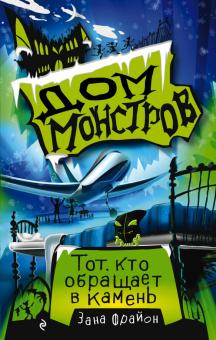 ДОМ
МОНСТРОВ
Тот, кто
обращает
в камень
Зана Фрайон